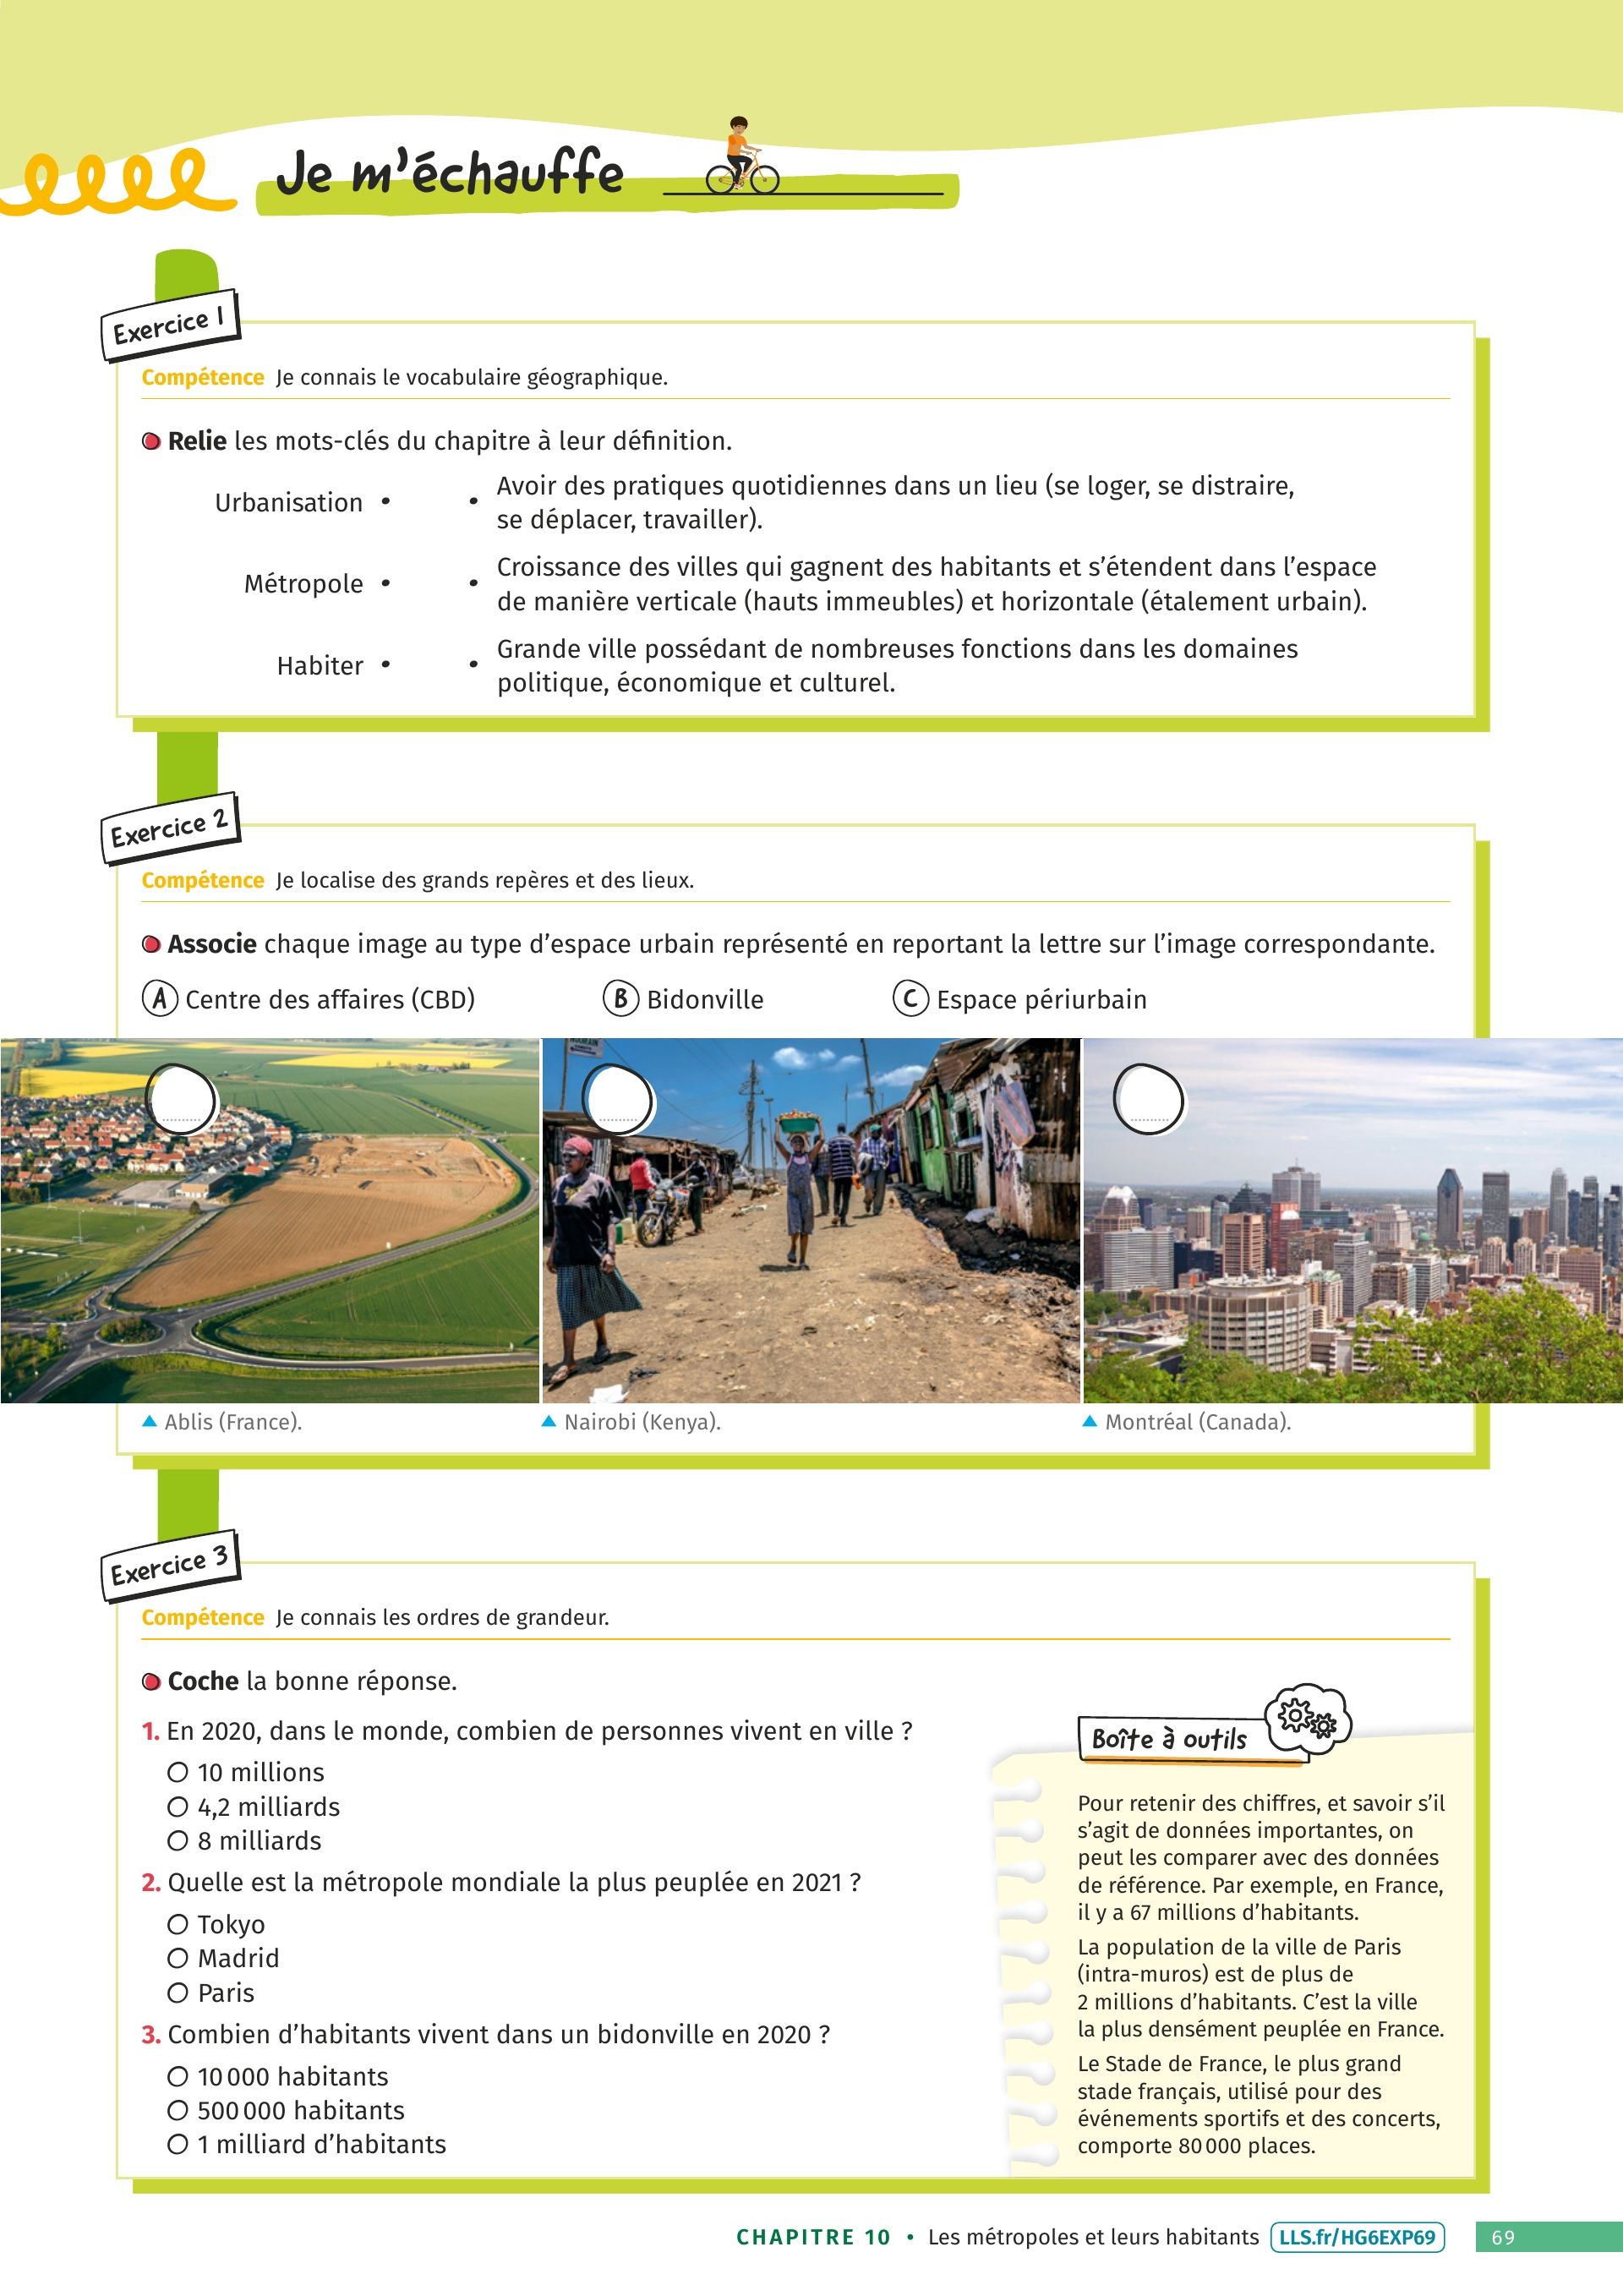 Je m'échauffe
Exercice 1
Compétence Je connais le vocabulaire géographique.
Relie les mots-clés du chapitre à leur définition.
Urbanisation • • Avoir des pratiques quotidiennes dans un lieu (se loger, se distraire,
se déplacer, travailler).
Métropole • • Croissance des villes qui gagnent des habitants et s'étendent dans l'espace
de manière verticale (hauts immeubles) et horizontale (étalement urbain).
Habiter • • Grande ville possédant de nombreuses fonctions dans les domaines
politique, économique et culturel.
Exercice 2
Compétence Je localise des grands repères et des lieux.
Associe chaque image au type d'espace urbain représenté en reportant la lettre sur l'image correspondante.
A Centre des affaires (CBD) B Bidonville C Espace périurbain
▲ Ablis (France). ▲ Nairobi (Kenya). ▲ Montréal (Canada).
Exercice 3
Compétence Je connais les ordres de grandeur.
Coche la bonne réponse.
1. En 2020, dans le monde, combien de personnes vivent en ville ?
10 millions
4,2 milliards
8 milliards
2. Quelle est la métropole mondiale la plus peuplée en 2021 ?
Tokyo
Madrid
Paris
3. Combien d'habitants vivent dans un bidonville en 2020 ?
10 000 habitants
500 000 habitants
1 milliard d'habitants
Boîte à outils
Pour retenir des chiffres, et savoir s'il
s'agit de données importantes, on
peut les comparer avec des données
de référence. Par exemple, en France,
il y a 67 millions d'habitants.
La population de la ville de Paris
(intra-muros) est de plus de
2 millions d'habitants. C'est la ville
la plus densément peuplée en France.
Le Stade de France, le plus grand
stade français, utilisé pour des
événements sportifs et des concerts,
comporte 80 000 places.
CHAPITRE 10 • Les métropoles et leurs habitants LLS.fr/HG6EXP69 69